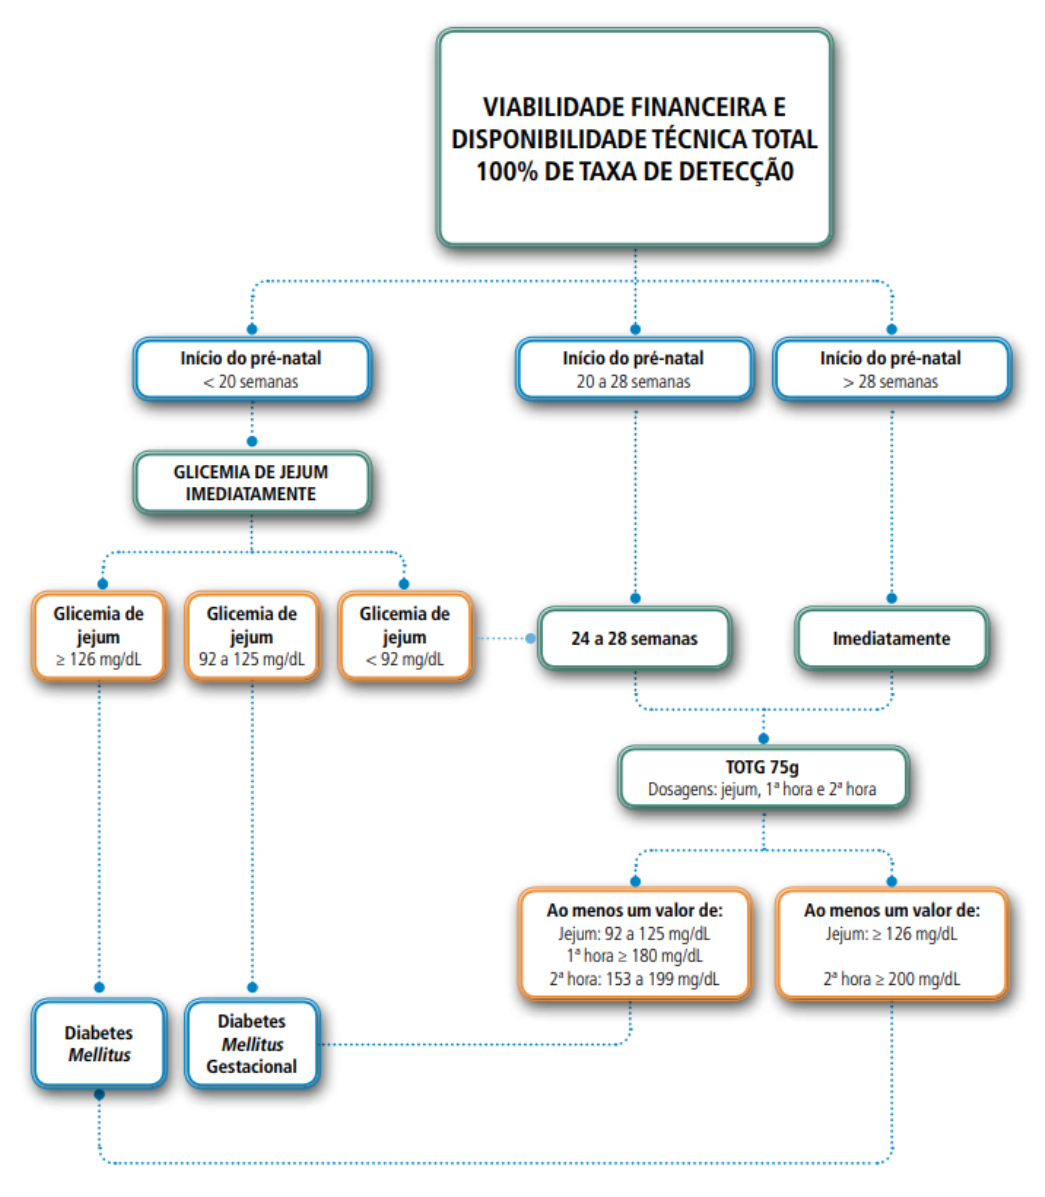 VIABILIDADE FINANCEIRA E
DISPONIBILIDADE TÉCNICA TOTAL
100% DE TAXA DE DETECÇÃ0
Início do pré-natal
< 20 semanas
Início do pré-natal
20 a 28 semanas
Início do pré-natal
> 28 semanas
GLICEMIA DE JEJUM
IMEDIATAMENTE
Glicemia de
jejum
≥ 126 mg/dL
Glicemia de
jejum
92 a 125 mg/dL
Glicemia de
jejum
< 92 mg/dL
24 a 28 semanas
Imediatamente
TOTG 75g
Dosagens: jejum, 1ª hora e 2ª hora
Ao menos um valor de:
Jejum: 92 a 125 mg/dL
1ª hora ≥ 180 mg/dL
2ª hora: 153 a 199 mg/dL
Ao menos um valor de:
Jejum: ≥ 126 mg/dL
2ª hora ≥ 200 mg/dL
Diabetes
Mellitus
Diabetes
Mellitus
Gestacional